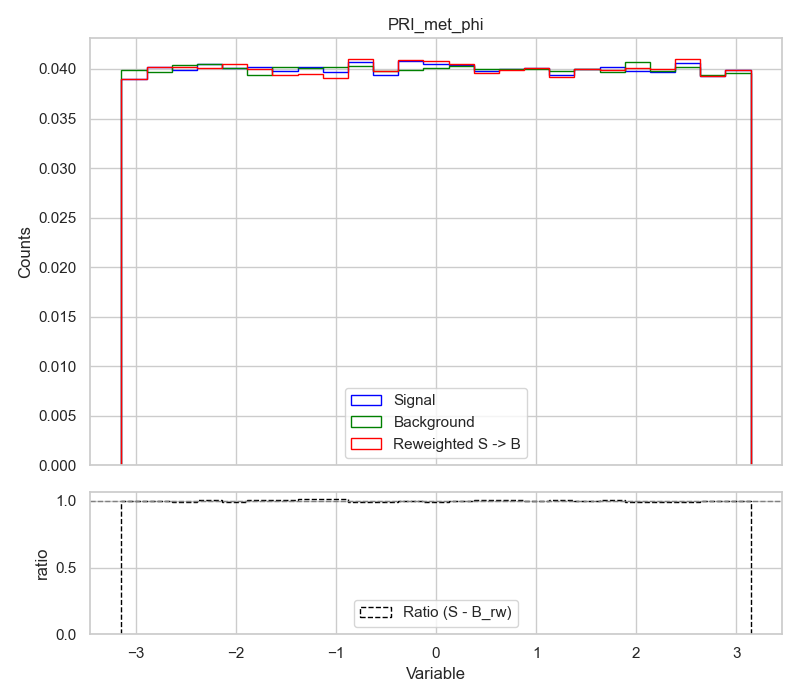 PRI_met_phi
0.040
0.035
0.030
0.025
0.020
0.015
0.010
0.005
0.000
Counts
Signal
Background
Reweighted S -> B
1.0
0.5
0.0
ratio
Ratio (S - B_rw)
−3 −2 −1 0 1 2 3
Variable